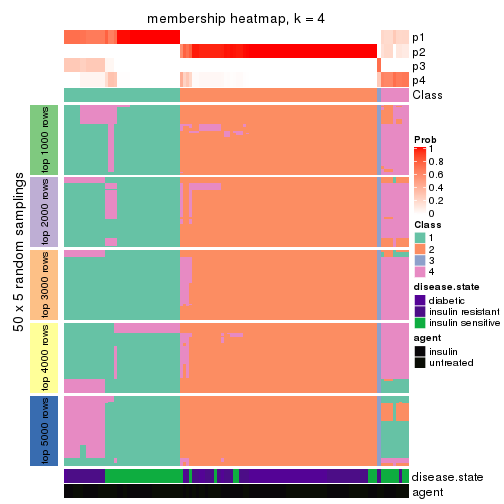 membership heatmap, k = 4
p1
p2
p3
p4
Class
50 x 5 random samplings
top 1000 rows
top 2000 rows
top 3000 rows
top 4000 rows
top 5000 rows
Prob
1
0.8
0.6
0.4
0.2
0
Class
1
2
3
4
disease.state
diabetic
insulin resistant
insulin sensitive
agent
insulin
untreated
disease.state
agent